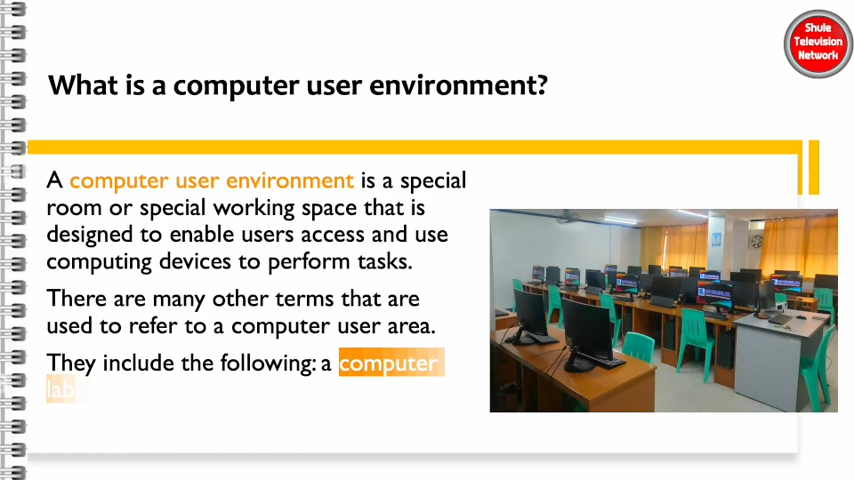 Shule
Television
Network
What is a computer user environment?
A computer user environment is a special
room or special working space that is
designed to enable users access and use
computing devices to perform tasks.
There are many other terms that are
used to refer to a computer user area.
They include the following: a computer
lab